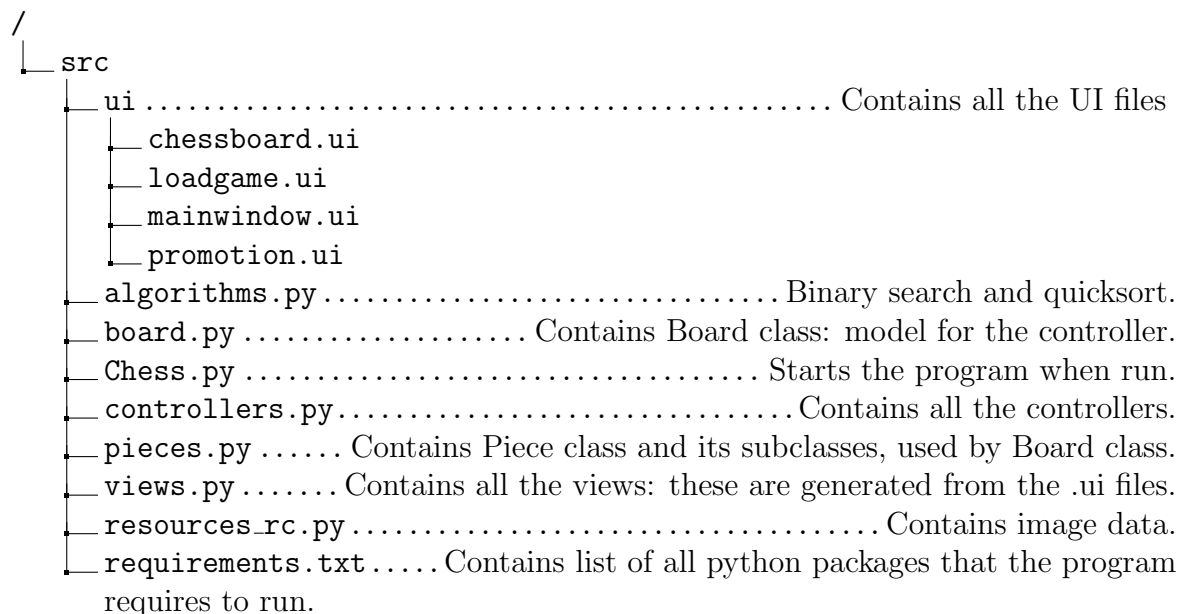 /
src
ui ................................................ Contains all the UI files
chessboard.ui
loadgame.ui
mainwindow.ui
promotion.ui
algorithms.py ................................ Binary search and quicksort.
board.py .................... Contains Board class: model for the controller.
Chess.py ..................................... Starts the program when run.
controllers.py ................................ Contains all the controllers.
pieces.py ...... Contains Piece class and its subclasses, used by Board class.
views.py ....... Contains all the views: these are generated from the .ui files.
resources_rc.py ..................................... Contains image data.
requirements.txt ..... Contains list of all python packages that the program
requires to run.